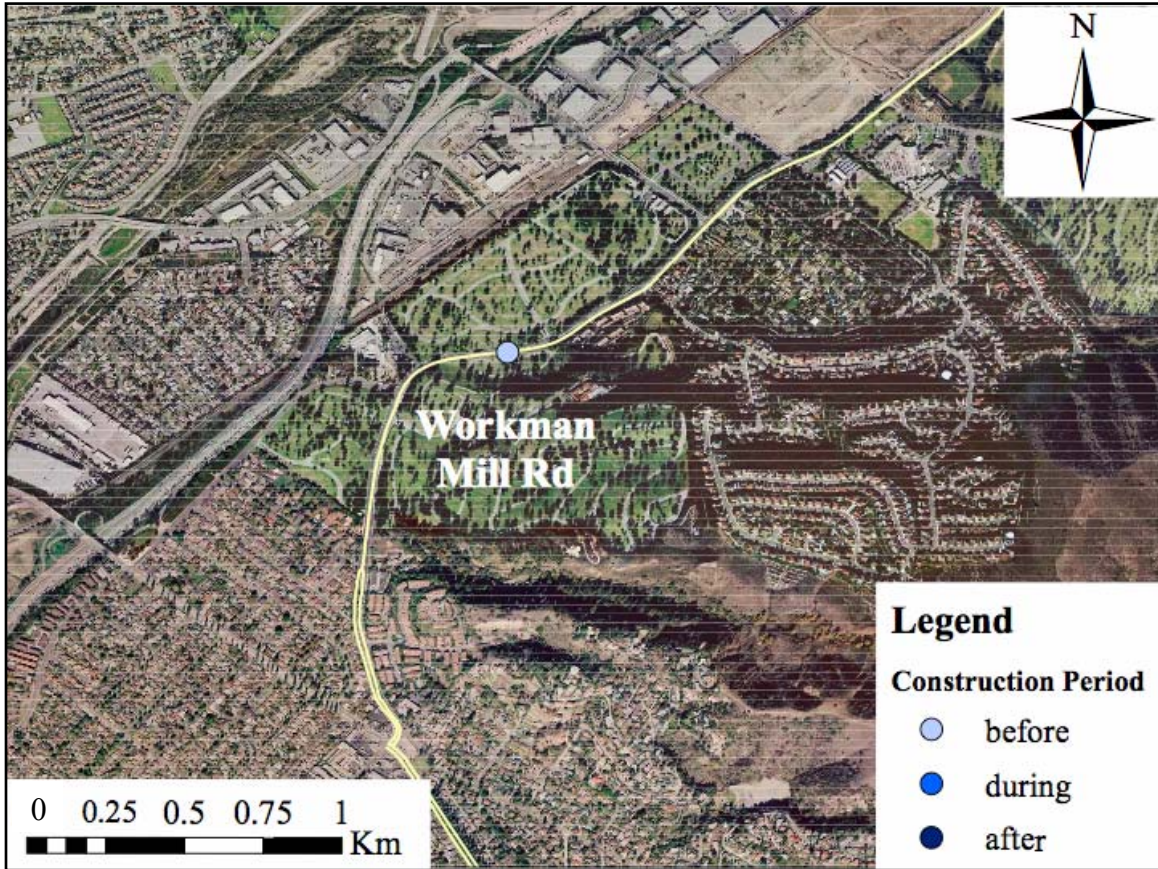 N
Workman
Mill Rd
Legend
Construction Period
before
during
after
0 0.25 0.5 0.75 1
Km